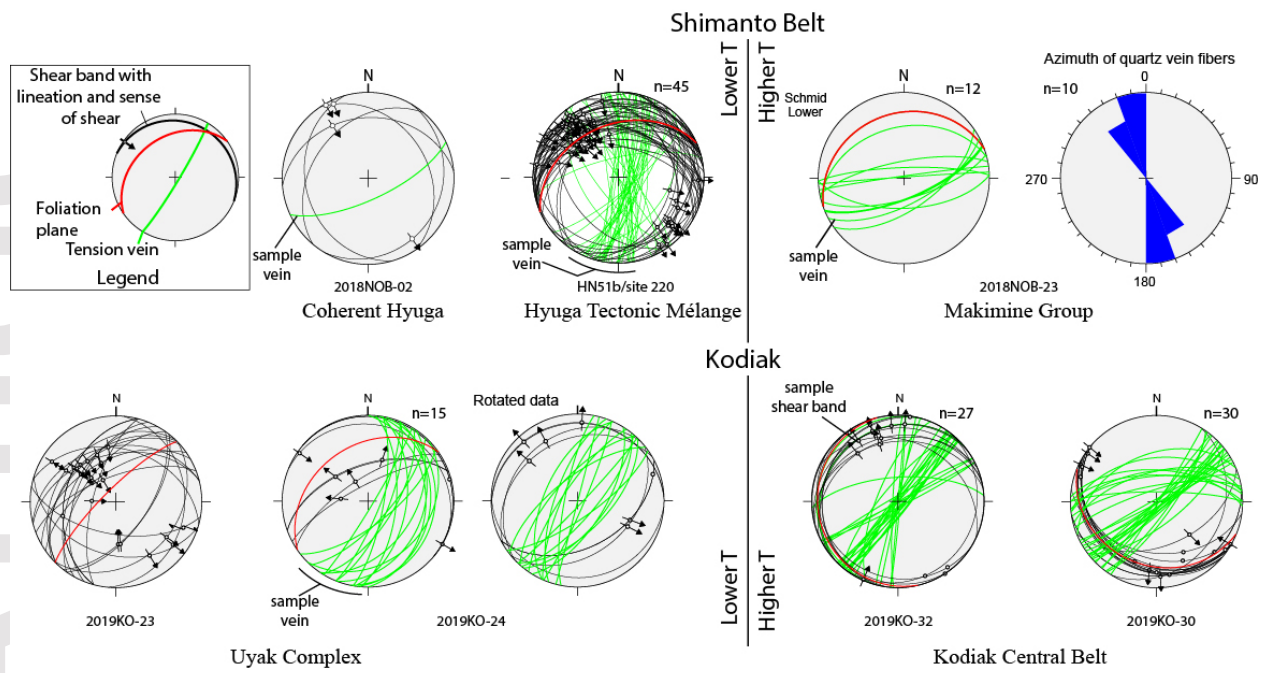 Shimanto Belt
Lower T
Higher T
Shear band with
lineation and sense
of shear
Foliation
plane
Tension vein
Legend
N
sample
vein
2018NOB-02
Coherent Hyuga
N
n=45
sample
vein
HN51b/site 220
Hyuga Tectonic Mélange
N
n=12
Schmid
Lower
sample
vein
Azimuth of quartz vein fibers
n=10
0
270
90
180
2018NOB-23
Makimine Group
Kodiak
Lower T
Higher T
N
2019KO-23
N
n=15
Rotated data
sample
vein
2019KO-24
Uyak Complex
sample
shear band
N
n=27
2019KO-32
N
n=30
2019KO-30
Kodiak Central Belt